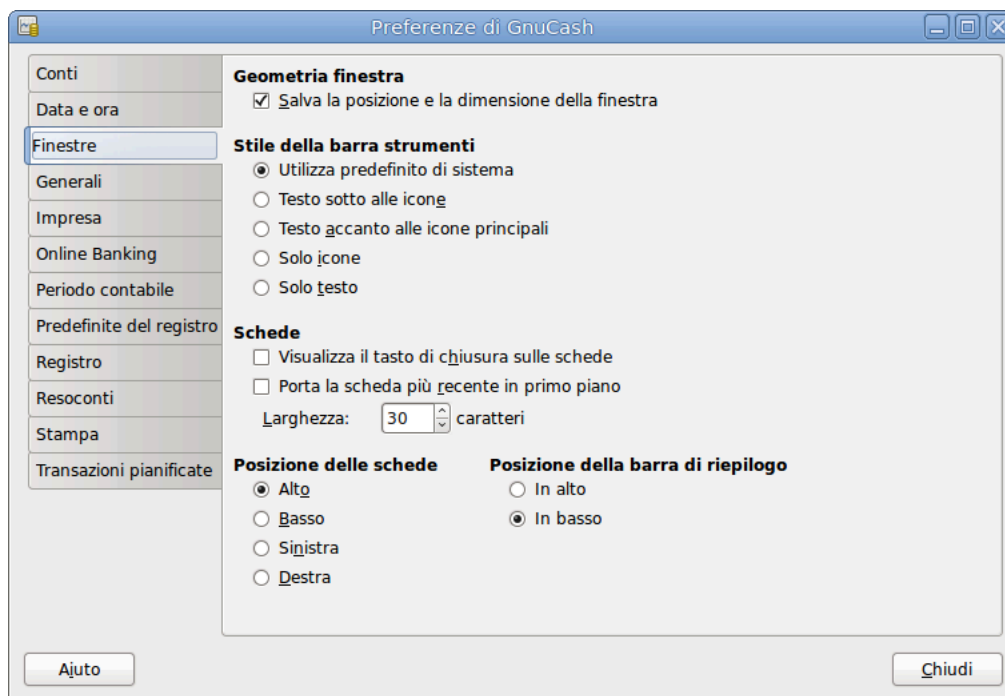 Preferenze di GnuCash
Conti
Data e ora
Finestre
Generali
Impresa
Online Banking
Periodo contabile
Predefinite del registro
Registro
Resoconti
Stampa
Transazioni pianificate
Geometria finestra
Salva la posizione e la dimensione della finestra
Stile della barra strumenti
Utilizza predefinito di sistema
Testo sotto alle icone
Testo accanto alle icone principali
Solo icone
Solo testo
Schede
Visualizza il tasto di chiusura sulle schede
Porta la scheda più recente in primo piano
Larghezza: 30 caratteri
Posizione delle schede
Alto
Basso
Sinistra
Destra
Posizione della barra di riepilogo
In alto
In basso
Aiuto
Chiudi